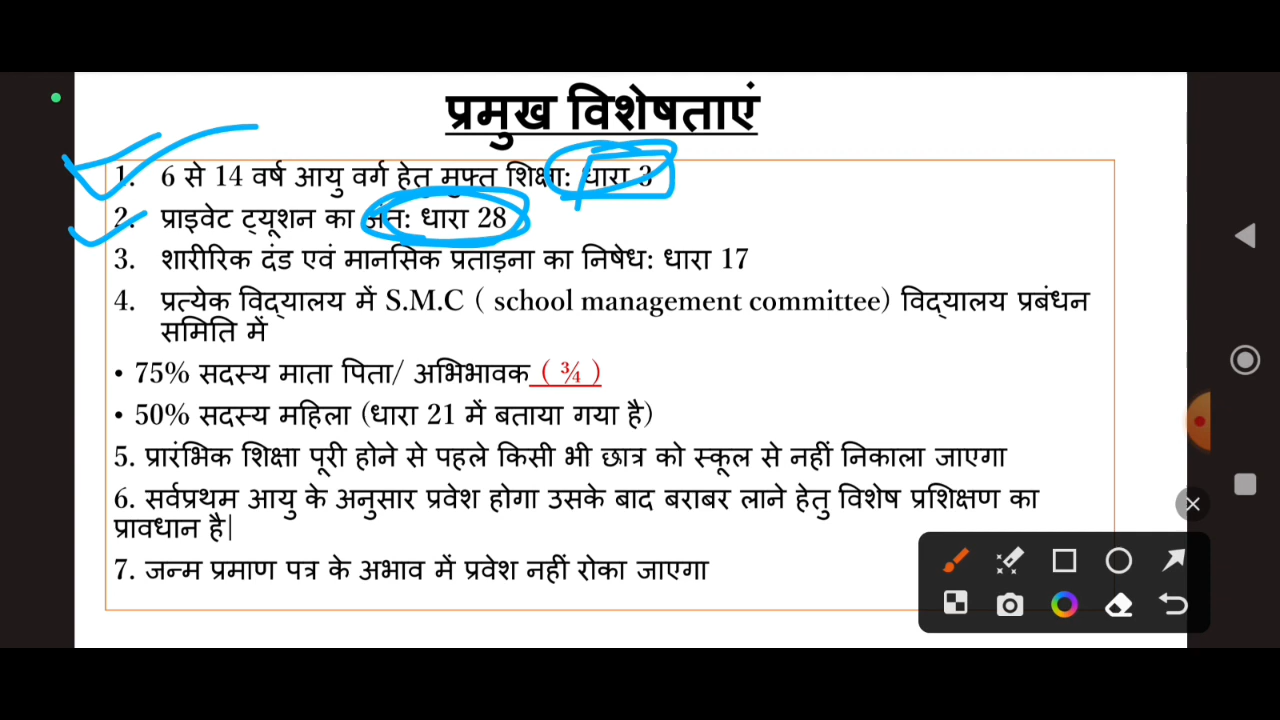 प्रमुख विशेषताएं
1. 6 से 14 वर्ष आयु वर्ग हेतु मुफ्त शिक्षा: धारा 3
2. प्राइवेट ट्यूशन का अंत: धारा 28
3. शारीरिक दंड एवं मानसिक प्रताड़ना का निषेध: धारा 17
4. प्रत्येक विद्यालय में S.M.C ( school management committee) विद्यालय प्रबंधन
समिति में
• 75% सदस्य माता पिता/ अभिभावक ( ¾ )
• 50% सदस्य महिला (धारा 21 में बताया गया है)
5. प्रारंभिक शिक्षा पूरी होने से पहले किसी भी छात्र को स्कूल से नहीं निकाला जाएगा
6. सर्वप्रथम आयु के अनुसार प्रवेश होगा उसके बाद बराबर लाने हेतु विशेष प्रशिक्षण का
प्रावधान है|
7. जन्म प्रमाण पत्र के अभाव में प्रवेश नहीं रोका जाएगा